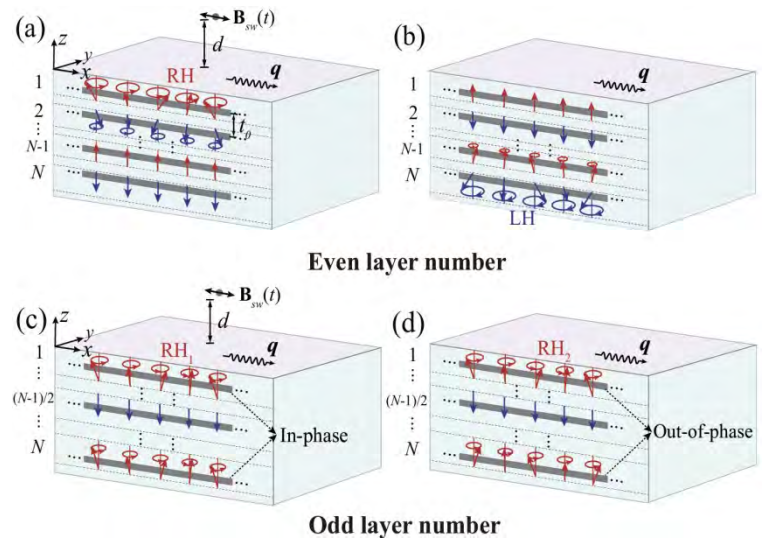 (a)
B_sw(t)
d
z
y
x
RH
q
1
2
⋮
N-1
N
t_0
(b)
q
1
2
⋮
N-1
N
LH
Even layer number
(c)
B_sw(t)
d
z
y
x
RH_1
q
1
⋮
(N-1)/2
⋮
N
In-phase
(d)
RH_2
q
1
⋮
(N-1)/2
⋮
N
Out-of-phase
Odd layer number